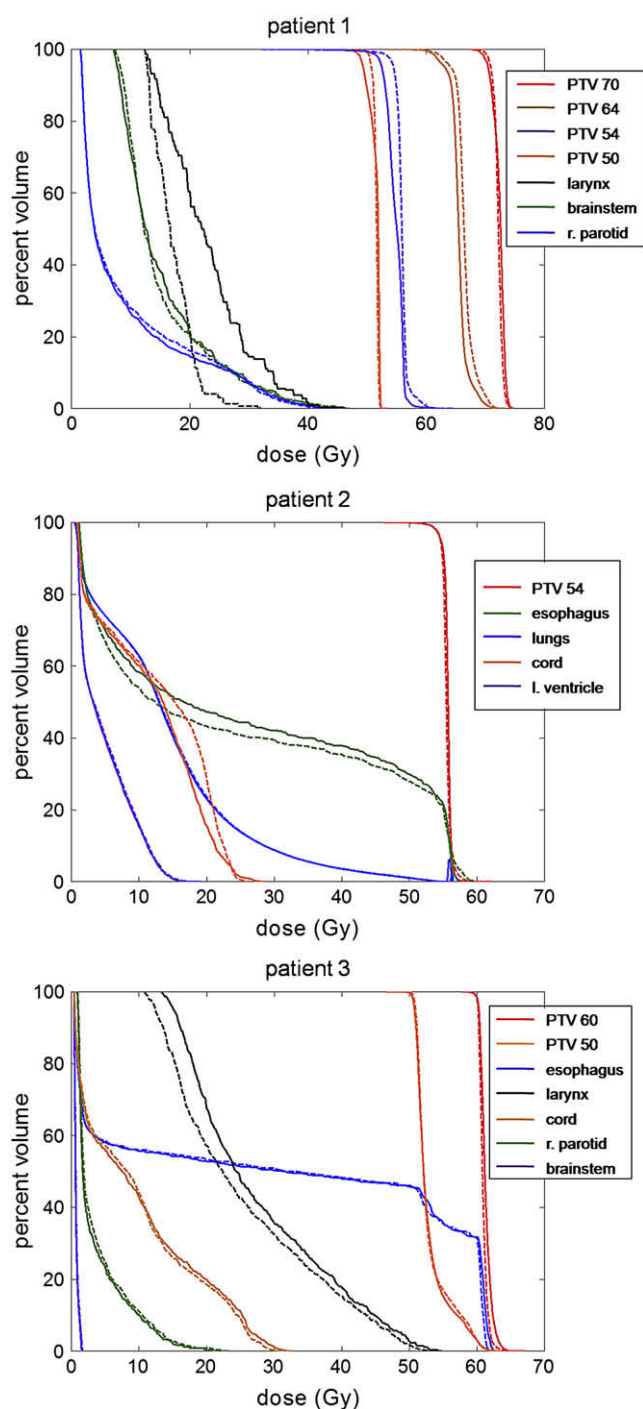 patient 1
100
80
60
40
20
0
percent volume
20
40
60
80
dose (Gy)
PTV 70
PTV 64
PTV 54
PTV 50
larynx
brainstem
r. parotid
patient 2
100
80
60
40
20
0
percent volume
0
10
20
30
40
50
60
70
dose (Gy)
PTV 54
esophagus
lungs
cord
l. ventricle
patient 3
100
80
60
40
20
0
percent volume
0
10
20
30
40
50
60
70
dose (Gy)
PTV 60
PTV 50
esophagus
larynx
cord
r. parotid
brainstem